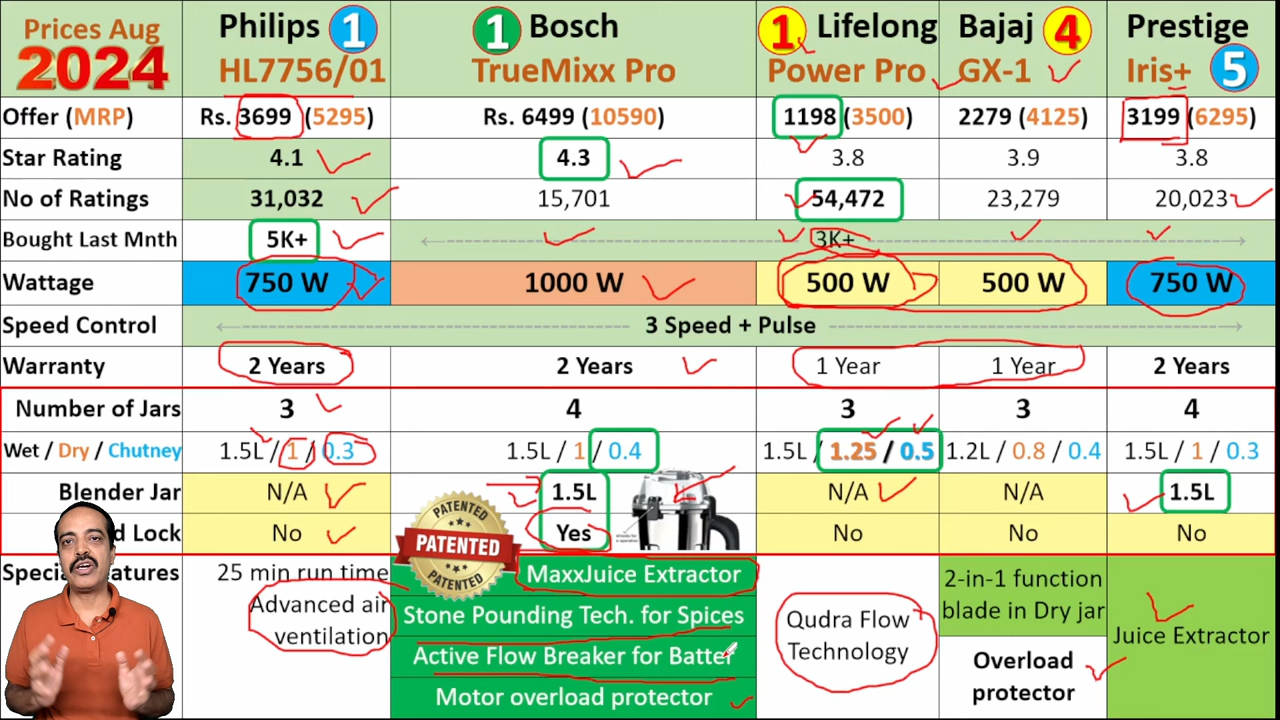 Prices Aug
2024
Philips 1
HL7756/01
1 Bosch
TrueMixx Pro
1 Lifelong
Power Pro
Bajaj 4
GX-1
Prestige
Iris+ 5
Offer (MRP) Rs. 3699 (5295) Rs. 6499 (10590) 1198 (3500) 2279 (4125) 3199 (6295)
Star Rating 4.1 4.3 3.8 3.9 3.8
No of Ratings 31,032 15,701 54,472 23,279 20,023
Bought Last Mnth 5K+ 3K+
Wattage 750 W 1000 W 500 W 500 W 750 W
Speed Control 3 Speed + Pulse
Warranty 2 Years 2 Years 1 Year 1 Year 2 Years
Number of Jars 3 4 3 3 4
Wet / Dry / Chutney 1.5L / 1 / 0.3 1.5L / 1 / 0.4 1.5L / 1.25 / 0.5 1.2L / 0.8 / 0.4 1.5L / 1 / 0.3
Blender Jar N/A 1.5L N/A N/A 1.5L
d Lock No Yes No No No
PATENTED
PATENTED
PATENTED
Special Features
25 min run time
Advanced air
ventilation
MaxxJuice Extractor
Stone Pounding Tech. for Spices
Active Flow Breaker for Batter
Motor overload protector
Qudra Flow
Technology
2-in-1 function
blade in Dry jar
Overload
protector
Juice Extractor